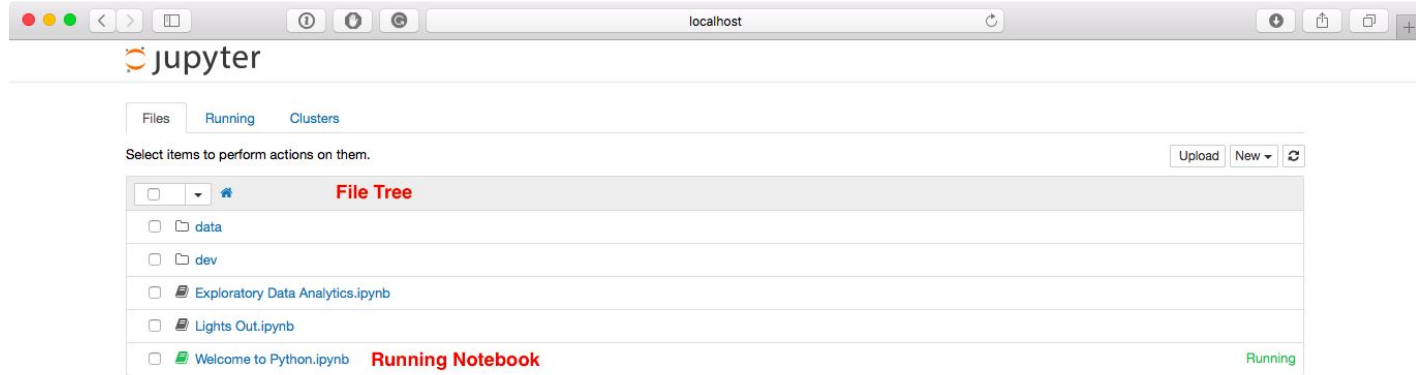 localhost
jupyter
Files Running Clusters
Select items to perform actions on them. Upload New
File Tree
data
dev
Exploratory Data Analytics.ipynb
Lights Out.ipynb
Welcome to Python.ipynb Running Notebook Running